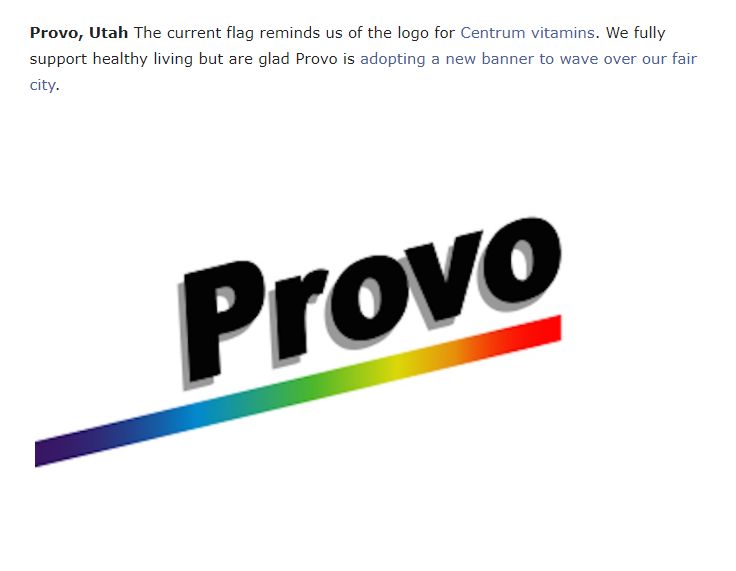 Provo, Utah The current flag reminds us of the logo for Centrum vitamins. We fully
support healthy living but are glad Provo is adopting a new banner to wave over our fair
city.
Provo